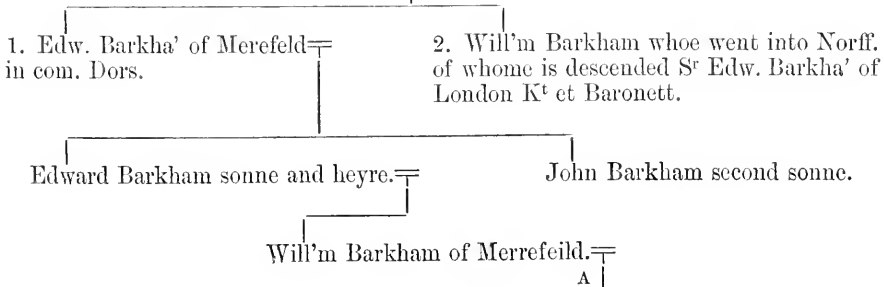 1. Edw. Barkha' of Merefeld
in com. Dors.
2. Will'm Barkham whoe went into Norff.
of whome is descended Sʳ Edw. Barkha' of
London Kᵗ et Baronett.
Edward Barkham sonne and heyre.
John Barkham second sonne.
Will'm Barkham of Merrefeild.
A